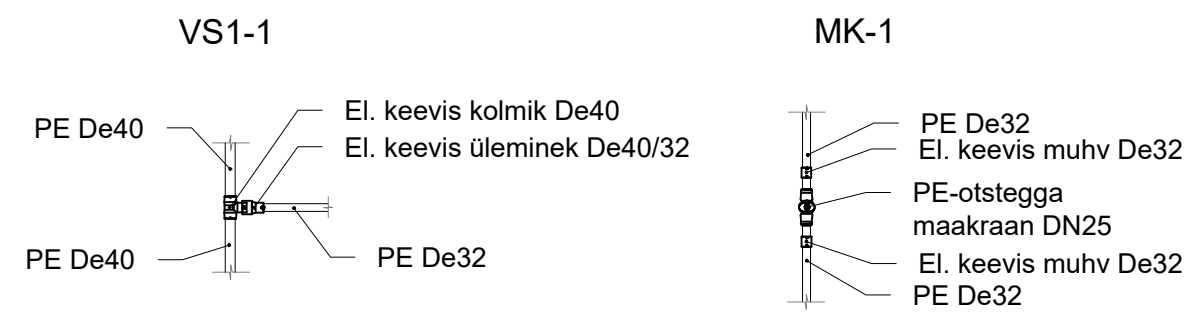 VS1-1
PE De40
El. keevis kolmik De40
El. keevis üleminek De40/32
PE De40
PE De32
MK-1
PE De32
El. keevis muhv De32
PE-otstegga
maakraan DN25
El. keevis muhv De32
PE De32